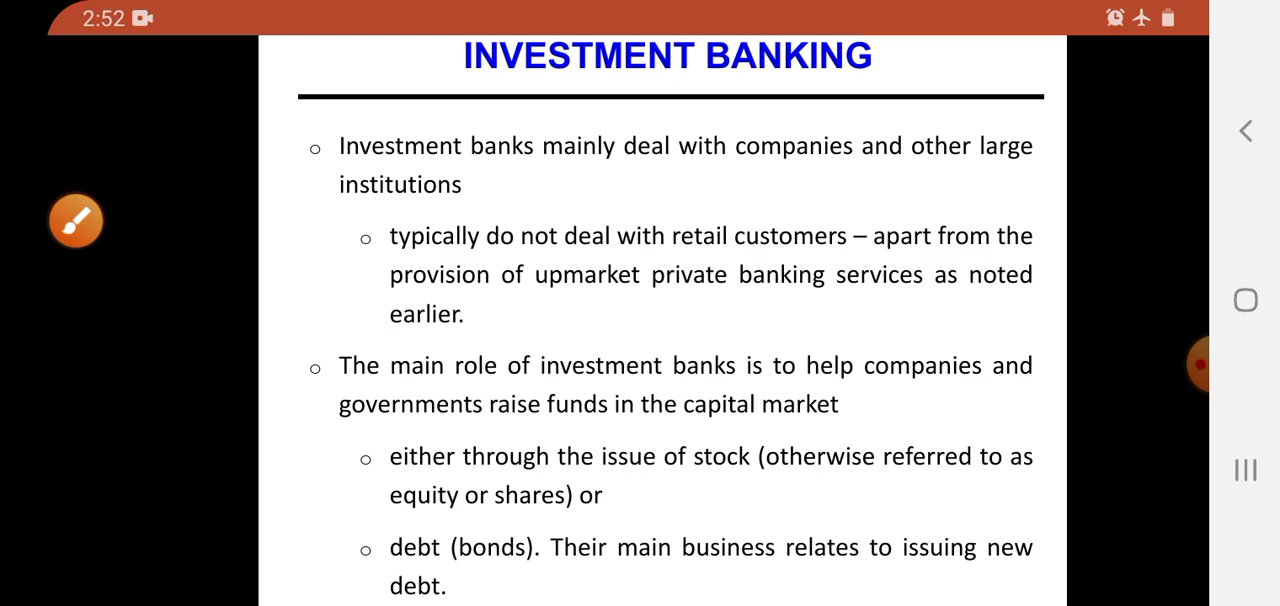 2:52
INVESTMENT BANKING
○ Investment banks mainly deal with companies and other large
institutions
○ typically do not deal with retail customers – apart from the
provision of upmarket private banking services as noted
earlier.
○ The main role of investment banks is to help companies and
governments raise funds in the capital market
○ either through the issue of stock (otherwise referred to as
equity or shares) or
○ debt (bonds). Their main business relates to issuing new
debt.